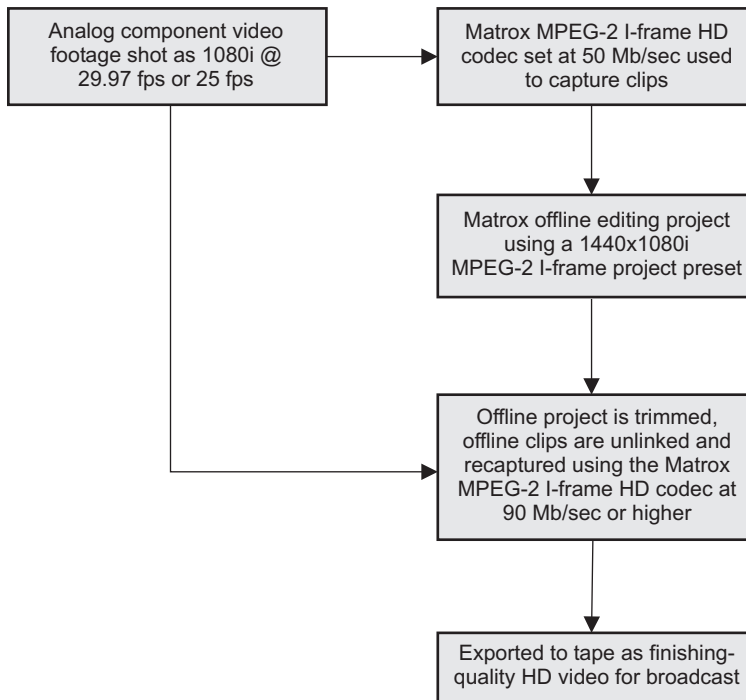 Analog component video
footage shot as 1080i @
29.97 fps or 25 fps
Matrox MPEG-2 I-frame HD
codec set at 50 Mb/sec used
to capture clips
Matrox offline editing project
using a 1440x1080i
MPEG-2 I-frame project preset
Offline project is trimmed,
offline clips are unlinked and
recaptured using the Matrox
MPEG-2 I-frame HD codec at
90 Mb/sec or higher
Exported to tape as finishing-
quality HD video for broadcast